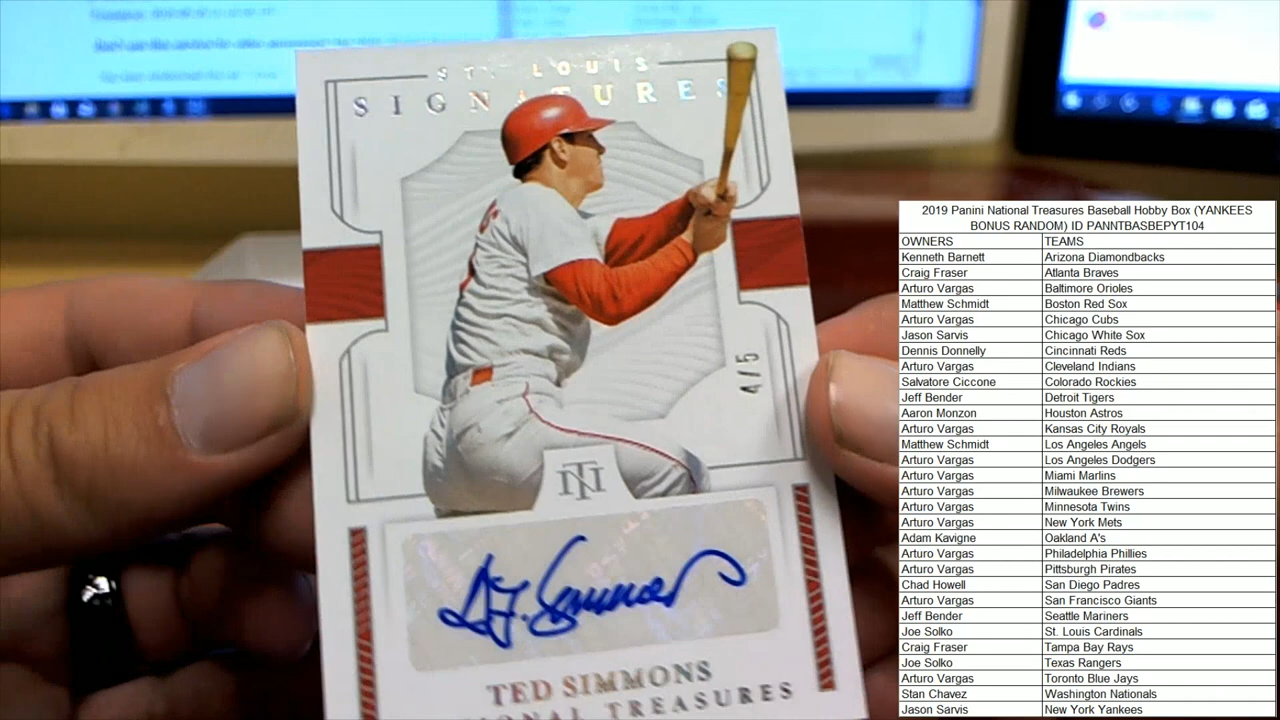 ST. LOUIS
SIGNATURES
4/5
TED SIMMONS
NATIONAL TREASURES
2019 Panini National Treasures Baseball Hobby Box (YANKEES
BONUS RANDOM) ID PANNTBASBEPYT104
OWNERS TEAMS
Kenneth Barnett Arizona Diamondbacks
Craig Fraser Atlanta Braves
Arturo Vargas Baltimore Orioles
Matthew Schmidt Boston Red Sox
Arturo Vargas Chicago Cubs
Jason Sarvis Chicago White Sox
Dennis Donnelly Cincinnati Reds
Arturo Vargas Cleveland Indians
Salvatore Ciccone Colorado Rockies
Jeff Bender Detroit Tigers
Aaron Monzon Houston Astros
Arturo Vargas Kansas City Royals
Matthew Schmidt Los Angeles Angels
Arturo Vargas Los Angeles Dodgers
Arturo Vargas Miami Marlins
Arturo Vargas Milwaukee Brewers
Arturo Vargas Minnesota Twins
Arturo Vargas New York Mets
Adam Kavigne Oakland A's
Arturo Vargas Philadelphia Phillies
Arturo Vargas Pittsburgh Pirates
Chad Howell San Diego Padres
Arturo Vargas San Francisco Giants
Jeff Bender Seattle Mariners
Joe Solko St. Louis Cardinals
Craig Fraser Tampa Bay Rays
Joe Solko Texas Rangers
Arturo Vargas Toronto Blue Jays
Stan Chavez Washington Nationals
Jason Sarvis New York Yankees